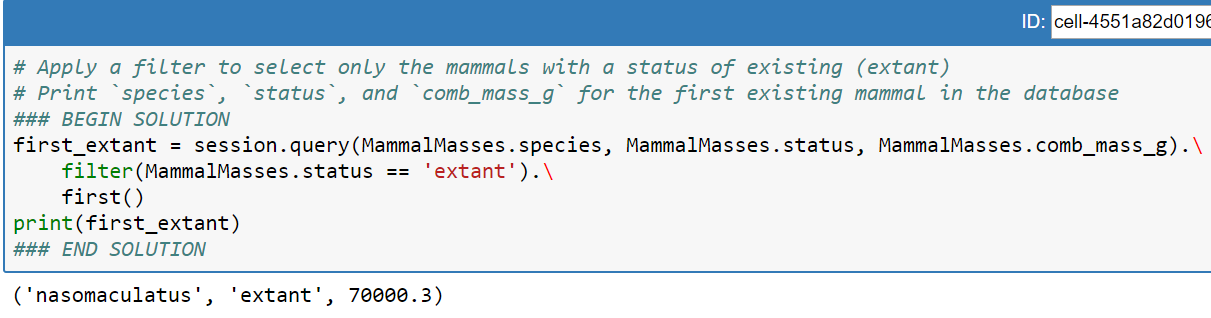 ID: cell-4551a82d0196
# Apply a filter to select only the mammals with a status of existing (extant)
# Print `species`, `status`, and `comb_mass_g` for the first existing mammal in the database
### BEGIN SOLUTION
first_extant = session.query(MammalMasses.species, MammalMasses.status, MammalMasses.comb_mass_g).\
    filter(MammalMasses.status == 'extant').\
    first()
print(first_extant)
### END SOLUTION
('nasomaculatus', 'extant', 70000.3)